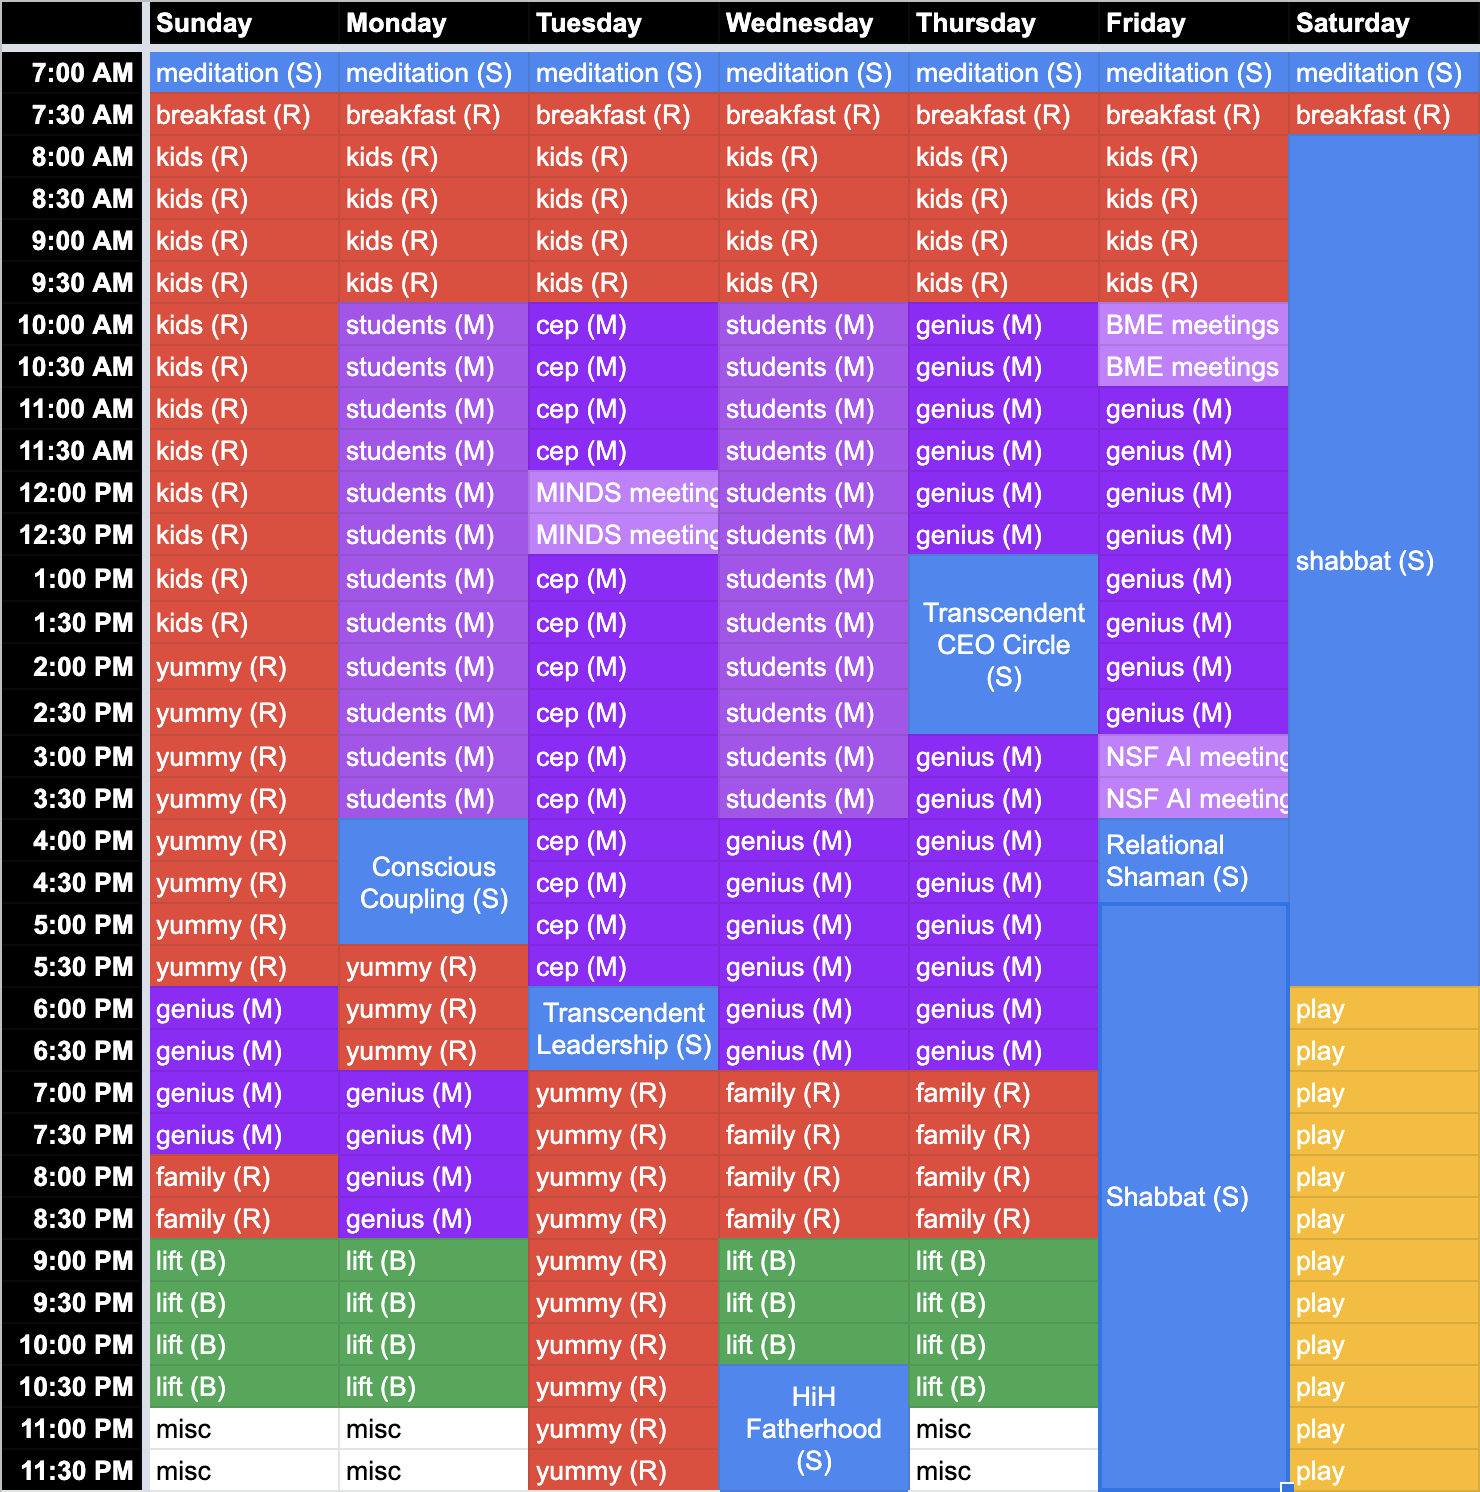 Sunday Monday Tuesday Wednesday Thursday Friday Saturday
7:00 AM meditation (S) meditation (S) meditation (S) meditation (S) meditation (S) meditation (S) meditation (S)
7:30 AM breakfast (R) breakfast (R) breakfast (R) breakfast (R) breakfast (R) breakfast (R) breakfast (R)
8:00 AM kids (R) kids (R) kids (R) kids (R) kids (R) kids (R)
8:30 AM kids (R) kids (R) kids (R) kids (R) kids (R) kids (R)
9:00 AM kids (R) kids (R) kids (R) kids (R) kids (R) kids (R)
9:30 AM kids (R) kids (R) kids (R) kids (R) kids (R) kids (R)
10:00 AM kids (R) students (M) cep (M) students (M) genius (M) BME meetings
10:30 AM kids (R) students (M) cep (M) students (M) genius (M) BME meetings
11:00 AM kids (R) students (M) cep (M) students (M) genius (M) genius (M)
11:30 AM kids (R) students (M) cep (M) students (M) genius (M) genius (M)
12:00 PM kids (R) students (M) MINDS meeting students (M) genius (M) genius (M)
12:30 PM kids (R) students (M) MINDS meeting students (M) genius (M) genius (M)
shabbat (S)
1:00 PM kids (R) students (M) cep (M) students (M) genius (M)
Transcendent
CEO Circle
(S)
1:30 PM kids (R) students (M) cep (M) students (M) genius (M)
2:00 PM yummy (R) students (M) cep (M) students (M) genius (M)
2:30 PM yummy (R) students (M) cep (M) students (M) genius (M)
3:00 PM yummy (R) students (M) cep (M) students (M) genius (M) NSF AI meeting
3:30 PM yummy (R) students (M) cep (M) students (M) genius (M) NSF AI meeting
4:00 PM yummy (R) cep (M) genius (M) genius (M)
Conscious
Coupling (S)
Relational
Shaman (S)
4:30 PM yummy (R) cep (M) genius (M) genius (M)
5:00 PM yummy (R) cep (M) genius (M) genius (M)
5:30 PM yummy (R) yummy (R) cep (M) genius (M) genius (M)
6:00 PM genius (M) yummy (R) genius (M) genius (M) play
Transcendent
Leadership (S)
6:30 PM genius (M) yummy (R) genius (M) genius (M) play
7:00 PM genius (M) genius (M) yummy (R) family (R) family (R) play
7:30 PM genius (M) genius (M) yummy (R) family (R) family (R) play
8:00 PM family (R) genius (M) yummy (R) family (R) family (R) play
Shabbat (S)
8:30 PM family (R) genius (M) yummy (R) family (R) family (R) play
9:00 PM lift (B) lift (B) yummy (R) lift (B) lift (B) play
9:30 PM lift (B) lift (B) yummy (R) lift (B) lift (B) play
10:00 PM lift (B) lift (B) yummy (R) lift (B) lift (B) play
10:30 PM lift (B) lift (B) yummy (R) lift (B) play
HiH
Fatherhood
(S)
11:00 PM misc misc yummy (R) misc play
11:30 PM misc misc yummy (R) misc play